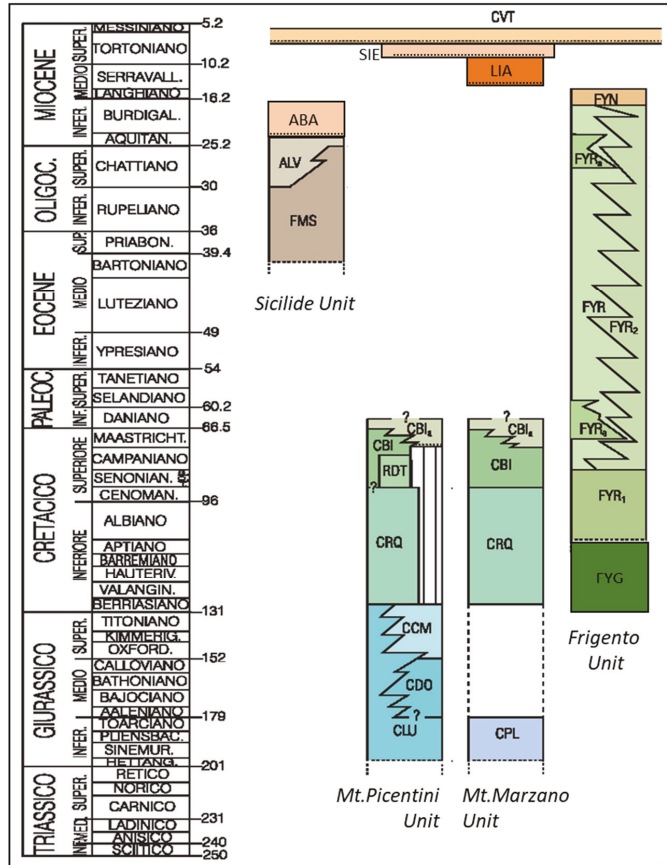 CVT
SIE
LIA
MIOCENE
SUPER.
MEDIO
INFER.
MESSINIANO
5.2
TORTONIANO
10.2
SERRAVALL.
LANGHIANO
16.2
BURDIGAL.
AQUITAN.
25.2
OLIGOC.
SUPER.
INFER.
CHATTIANO
30
RUPELIANO
36
EOCENE
SUP.
MEDIO
INFER.
PRIABON.
39.4
BARTONIANO
LUTEZIANO
49
YPRESIANO
54
PALEOC.
SUPER.
INF.
TANETIANO
SELANDIANO
60.2
DANIANO
66.5
CRETACICO
SUPERIORE
INFERIORE
MAASTRICHT.
CAMPANIANO
SENONIAN.
CENOMAN.
96
ALBIANO
APTIANO
BARREMIANO
HAUTERIV.
VALANGIN.
BERRIASIANO
131
GIURASSICO
SUPER.
MEDIO
INFER.
TITONIANO
KIMMERIG.
OXFORD.
152
CALLOVIANO
BATHONIANO
BAJOCIANO
AALENIANO
179
TOARCIANO
PLIENSBAC.
SINEMUR.
HETTANG.
201
TRIASSICO
SUPER.
MED.
RETICO
NORICO
CARNICO
231
LADINICO
ANISICO
240
SCITICO
250
ABA
ALV
FMS
Sicilide Unit
?
CBIa
CBI
RDT
?
CRQ
CCM
CDO
?
CLU
Mt.Picentini
Unit
?
CBIa
CBI
CRQ
CPL
Mt.Marzano
Unit
FYN
FYR
FYR2
FYR1
FYG
Frigento
Unit